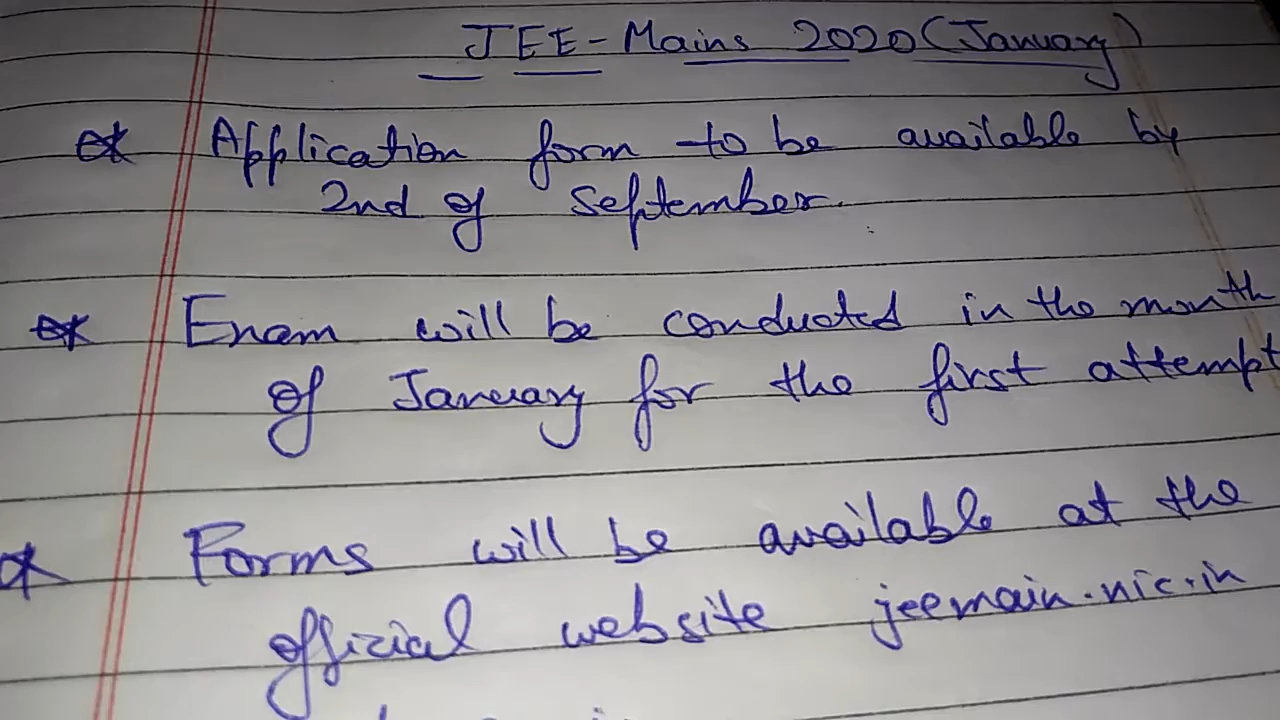 JEE-Mains 2020 (January)
* Application form to be available by
2nd of September.
* Exam will be conducted in the month
of January for the first attempt
* Forms will be available at the
official website jeemain.nic.in